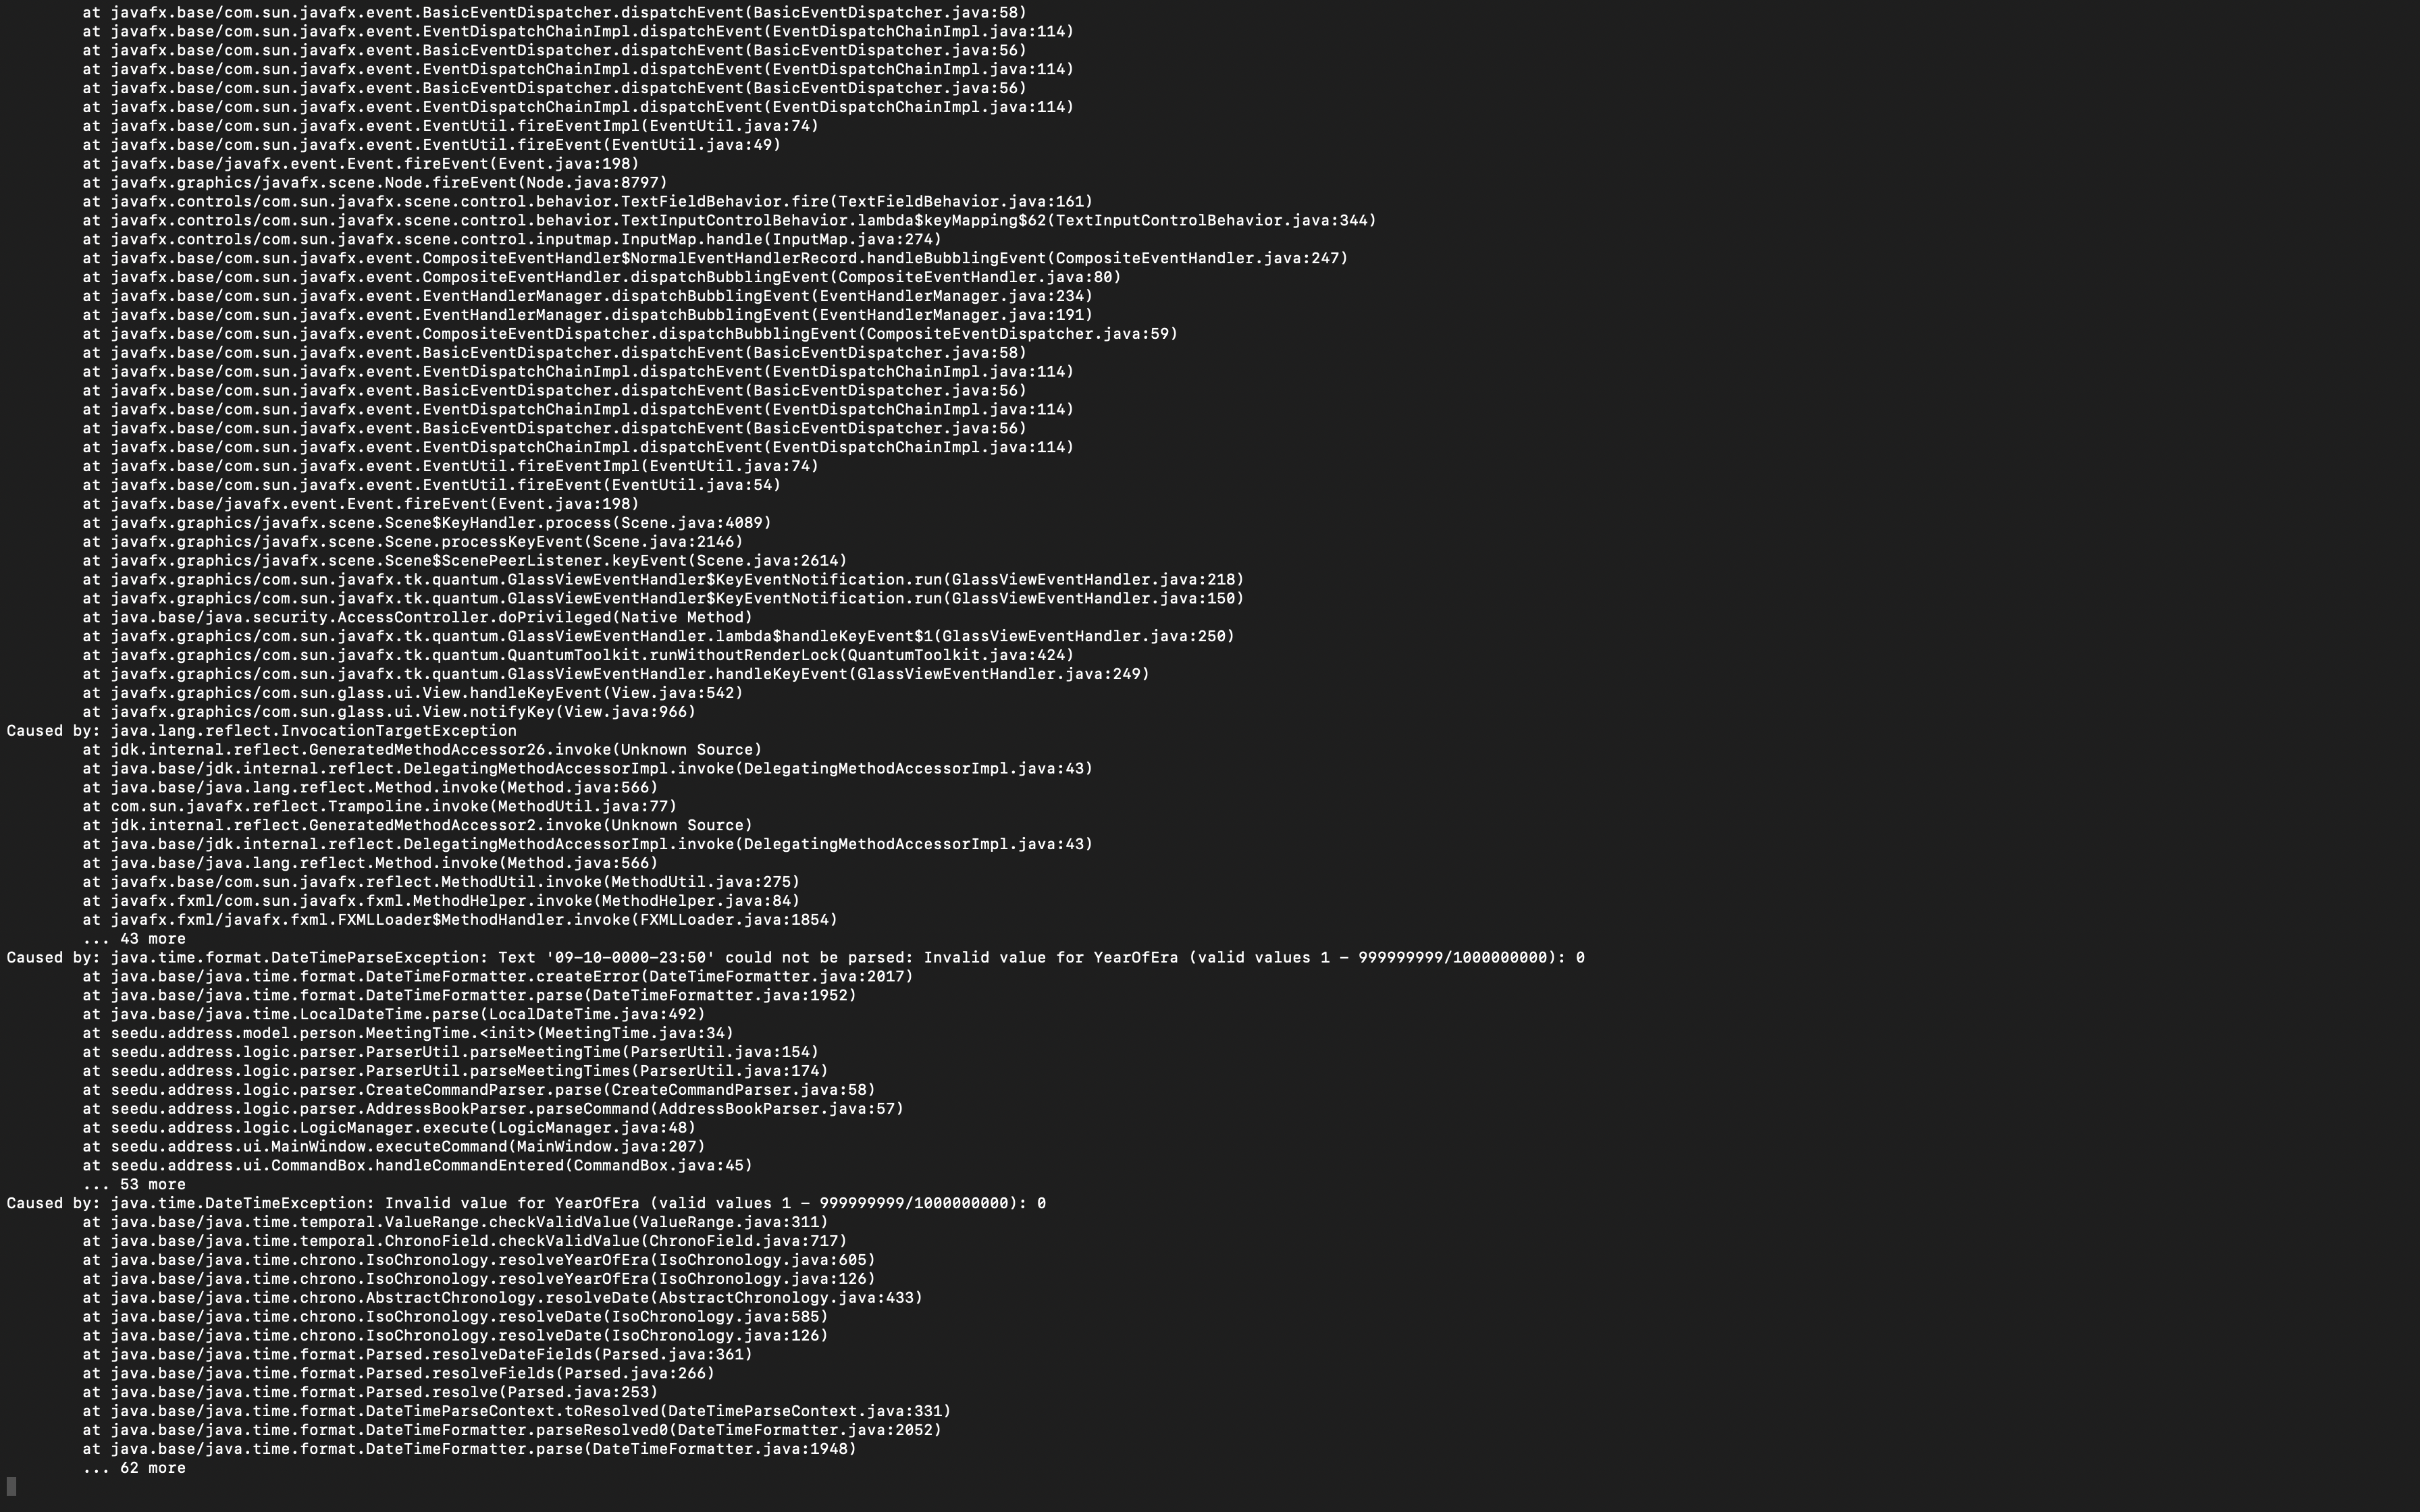 at javafx.base/com.sun.javafx.event.BasicEventDispatcher.dispatchEvent(BasicEventDispatcher.java:58)
at javafx.base/com.sun.javafx.event.EventDispatchChainImpl.dispatchEvent(EventDispatchChainImpl.java:114)
at javafx.base/com.sun.javafx.event.BasicEventDispatcher.dispatchEvent(BasicEventDispatcher.java:56)
at javafx.base/com.sun.javafx.event.EventDispatchChainImpl.dispatchEvent(EventDispatchChainImpl.java:114)
at javafx.base/com.sun.javafx.event.BasicEventDispatcher.dispatchEvent(BasicEventDispatcher.java:56)
at javafx.base/com.sun.javafx.event.EventDispatchChainImpl.dispatchEvent(EventDispatchChainImpl.java:114)
at javafx.base/com.sun.javafx.event.EventUtil.fireEventImpl(EventUtil.java:74)
at javafx.base/com.sun.javafx.event.EventUtil.fireEvent(EventUtil.java:49)
at javafx.base/javafx.event.Event.fireEvent(Event.java:198)
at javafx.graphics/javafx.scene.Node.fireEvent(Node.java:8797)
at javafx.controls/com.sun.javafx.scene.control.behavior.TextFieldBehavior.fire(TextFieldBehavior.java:161)
at javafx.controls/com.sun.javafx.scene.control.behavior.TextInputControlBehavior.lambda$keyMapping$62(TextInputControlBehavior.java:344)
at javafx.controls/com.sun.javafx.scene.control.inputmap.InputMap.handle(InputMap.java:274)
at javafx.base/com.sun.javafx.event.CompositeEventHandler$NormalEventHandlerRecord.handleBubblingEvent(CompositeEventHandler.java:247)
at javafx.base/com.sun.javafx.event.CompositeEventHandler.dispatchBubblingEvent(CompositeEventHandler.java:80)
at javafx.base/com.sun.javafx.event.EventHandlerManager.dispatchBubblingEvent(EventHandlerManager.java:234)
at javafx.base/com.sun.javafx.event.EventHandlerManager.dispatchBubblingEvent(EventHandlerManager.java:191)
at javafx.base/com.sun.javafx.event.CompositeEventDispatcher.dispatchBubblingEvent(CompositeEventDispatcher.java:59)
at javafx.base/com.sun.javafx.event.BasicEventDispatcher.dispatchEvent(BasicEventDispatcher.java:58)
at javafx.base/com.sun.javafx.event.EventDispatchChainImpl.dispatchEvent(EventDispatchChainImpl.java:114)
at javafx.base/com.sun.javafx.event.BasicEventDispatcher.dispatchEvent(BasicEventDispatcher.java:56)
at javafx.base/com.sun.javafx.event.EventDispatchChainImpl.dispatchEvent(EventDispatchChainImpl.java:114)
at javafx.base/com.sun.javafx.event.BasicEventDispatcher.dispatchEvent(BasicEventDispatcher.java:56)
at javafx.base/com.sun.javafx.event.EventDispatchChainImpl.dispatchEvent(EventDispatchChainImpl.java:114)
at javafx.base/com.sun.javafx.event.EventUtil.fireEventImpl(EventUtil.java:74)
at javafx.base/com.sun.javafx.event.EventUtil.fireEvent(EventUtil.java:54)
at javafx.base/javafx.event.Event.fireEvent(Event.java:198)
at javafx.graphics/javafx.scene.Scene$KeyHandler.process(Scene.java:4089)
at javafx.graphics/javafx.scene.Scene.processKeyEvent(Scene.java:2146)
at javafx.graphics/javafx.scene.Scene$ScenePeerListener.keyEvent(Scene.java:2614)
at javafx.graphics/com.sun.javafx.tk.quantum.GlassViewEventHandler$KeyEventNotification.run(GlassViewEventHandler.java:218)
at javafx.graphics/com.sun.javafx.tk.quantum.GlassViewEventHandler$KeyEventNotification.run(GlassViewEventHandler.java:150)
at java.base/java.security.AccessController.doPrivileged(Native Method)
at javafx.graphics/com.sun.javafx.tk.quantum.GlassViewEventHandler.lambda$handleKeyEvent$1(GlassViewEventHandler.java:250)
at javafx.graphics/com.sun.javafx.tk.quantum.QuantumToolkit.runWithoutRenderLock(QuantumToolkit.java:424)
at javafx.graphics/com.sun.javafx.tk.quantum.GlassViewEventHandler.handleKeyEvent(GlassViewEventHandler.java:249)
at javafx.graphics/com.sun.glass.ui.View.handleKeyEvent(View.java:542)
at javafx.graphics/com.sun.glass.ui.View.notifyKey(View.java:966)
Caused by: java.lang.reflect.InvocationTargetException
at jdk.internal.reflect.GeneratedMethodAccessor26.invoke(Unknown Source)
at java.base/jdk.internal.reflect.DelegatingMethodAccessorImpl.invoke(DelegatingMethodAccessorImpl.java:43)
at java.base/java.lang.reflect.Method.invoke(Method.java:566)
at com.sun.javafx.reflect.Trampoline.invoke(MethodUtil.java:77)
at jdk.internal.reflect.GeneratedMethodAccessor2.invoke(Unknown Source)
at java.base/jdk.internal.reflect.DelegatingMethodAccessorImpl.invoke(DelegatingMethodAccessorImpl.java:43)
at java.base/java.lang.reflect.Method.invoke(Method.java:566)
at javafx.base/com.sun.javafx.reflect.MethodUtil.invoke(MethodUtil.java:275)
at javafx.fxml/com.sun.javafx.fxml.MethodHelper.invoke(MethodHelper.java:84)
at javafx.fxml/javafx.fxml.FXMLLoader$MethodHandler.invoke(FXMLLoader.java:1854)
... 43 more
Caused by: java.time.format.DateTimeParseException: Text '09-10-0000-23:50' could not be parsed: Invalid value for YearOfEra (valid values 1 - 999999999/1000000000): 0
at java.base/java.time.format.DateTimeFormatter.createError(DateTimeFormatter.java:2017)
at java.base/java.time.format.DateTimeFormatter.parse(DateTimeFormatter.java:1952)
at java.base/java.time.LocalDateTime.parse(LocalDateTime.java:492)
at seedu.address.model.person.MeetingTime.<init>(MeetingTime.java:34)
at seedu.address.logic.parser.ParserUtil.parseMeetingTime(ParserUtil.java:154)
at seedu.address.logic.parser.ParserUtil.parseMeetingTimes(ParserUtil.java:174)
at seedu.address.logic.parser.CreateCommandParser.parse(CreateCommandParser.java:58)
at seedu.address.logic.parser.AddressBookParser.parseCommand(AddressBookParser.java:57)
at seedu.address.logic.LogicManager.execute(LogicManager.java:48)
at seedu.address.ui.MainWindow.executeCommand(MainWindow.java:207)
at seedu.address.ui.CommandBox.handleCommandEntered(CommandBox.java:45)
... 53 more
Caused by: java.time.DateTimeException: Invalid value for YearOfEra (valid values 1 - 999999999/1000000000): 0
at java.base/java.time.temporal.ValueRange.checkValidValue(ValueRange.java:311)
at java.base/java.time.temporal.ChronoField.checkValidValue(ChronoField.java:717)
at java.base/java.time.chrono.IsoChronology.resolveYearOfEra(IsoChronology.java:605)
at java.base/java.time.chrono.IsoChronology.resolveYearOfEra(IsoChronology.java:126)
at java.base/java.time.chrono.AbstractChronology.resolveDate(AbstractChronology.java:433)
at java.base/java.time.chrono.IsoChronology.resolveDate(IsoChronology.java:585)
at java.base/java.time.chrono.IsoChronology.resolveDate(IsoChronology.java:126)
at java.base/java.time.format.Parsed.resolveDateFields(Parsed.java:361)
at java.base/java.time.format.Parsed.resolveFields(Parsed.java:266)
at java.base/java.time.format.Parsed.resolve(Parsed.java:253)
at java.base/java.time.format.DateTimeParseContext.toResolved(DateTimeParseContext.java:331)
at java.base/java.time.format.DateTimeFormatter.parseResolved0(DateTimeFormatter.java:2052)
at java.base/java.time.format.DateTimeFormatter.parse(DateTimeFormatter.java:1948)
... 62 more